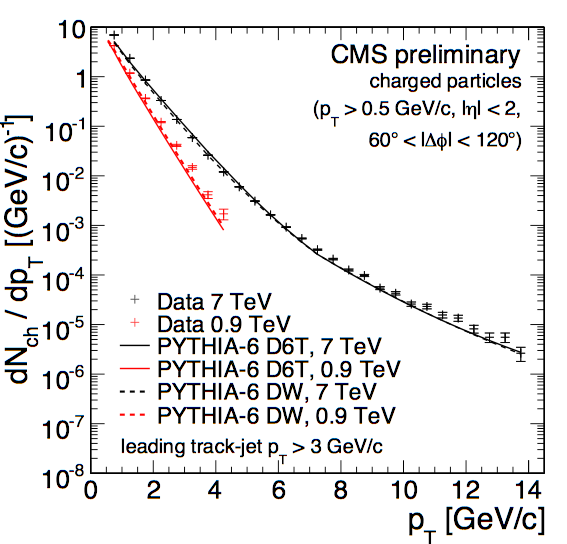 CMS preliminary
charged particles
(p_T > 0.5 GeV/c, |η| < 2,
60° < |Δϕ| < 120°)
dN_ch / dp_T [(GeV/c)^-1]
10
1
10^-1
10^-2
10^-3
10^-4
10^-5
10^-6
10^-7
10^-8
Data 7 TeV
Data 0.9 TeV
PYTHIA-6 D6T, 7 TeV
PYTHIA-6 D6T, 0.9 TeV
PYTHIA-6 DW, 7 TeV
PYTHIA-6 DW, 0.9 TeV
leading track-jet p_T > 3 GeV/c
0 2 4 6 8 10 12 14
p_T [GeV/c]